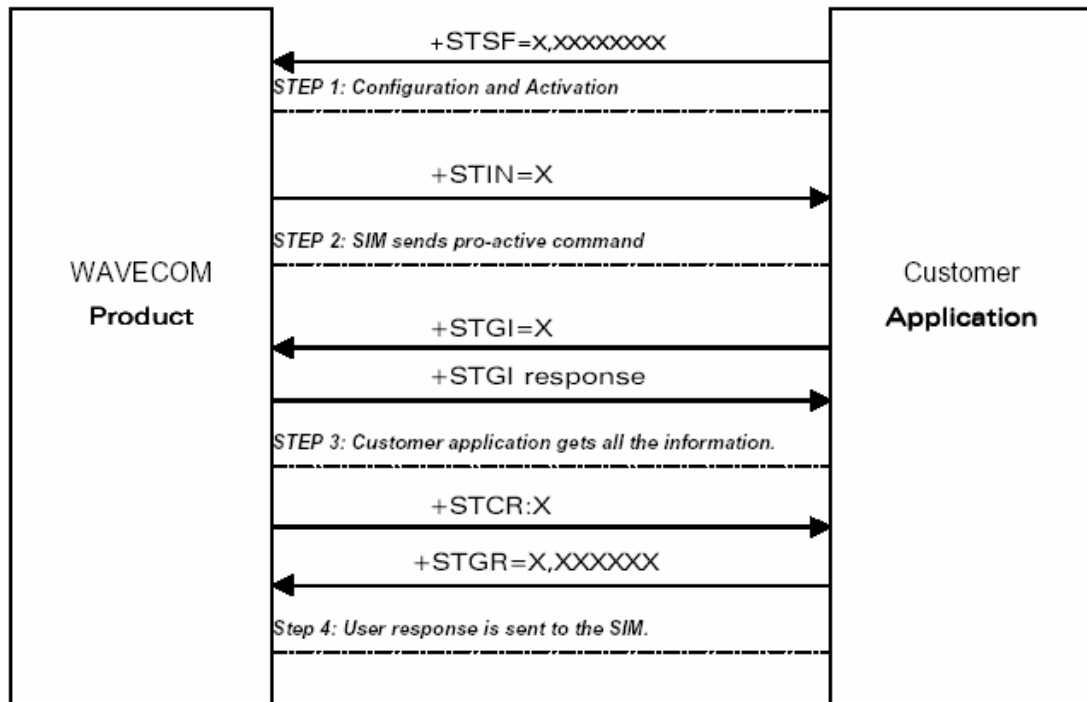 +STSF=X,XXXXXXXX
STEP 1: Configuration and Activation
+STIN=X
STEP 2: SIM sends pro-active command
WAVECOM
Product
Customer
Application
+STGI=X
+STGI response
STEP 3: Customer application gets all the information.
+STCR:X
+STGR=X,XXXXXX
Step 4: User response is sent to the SIM.